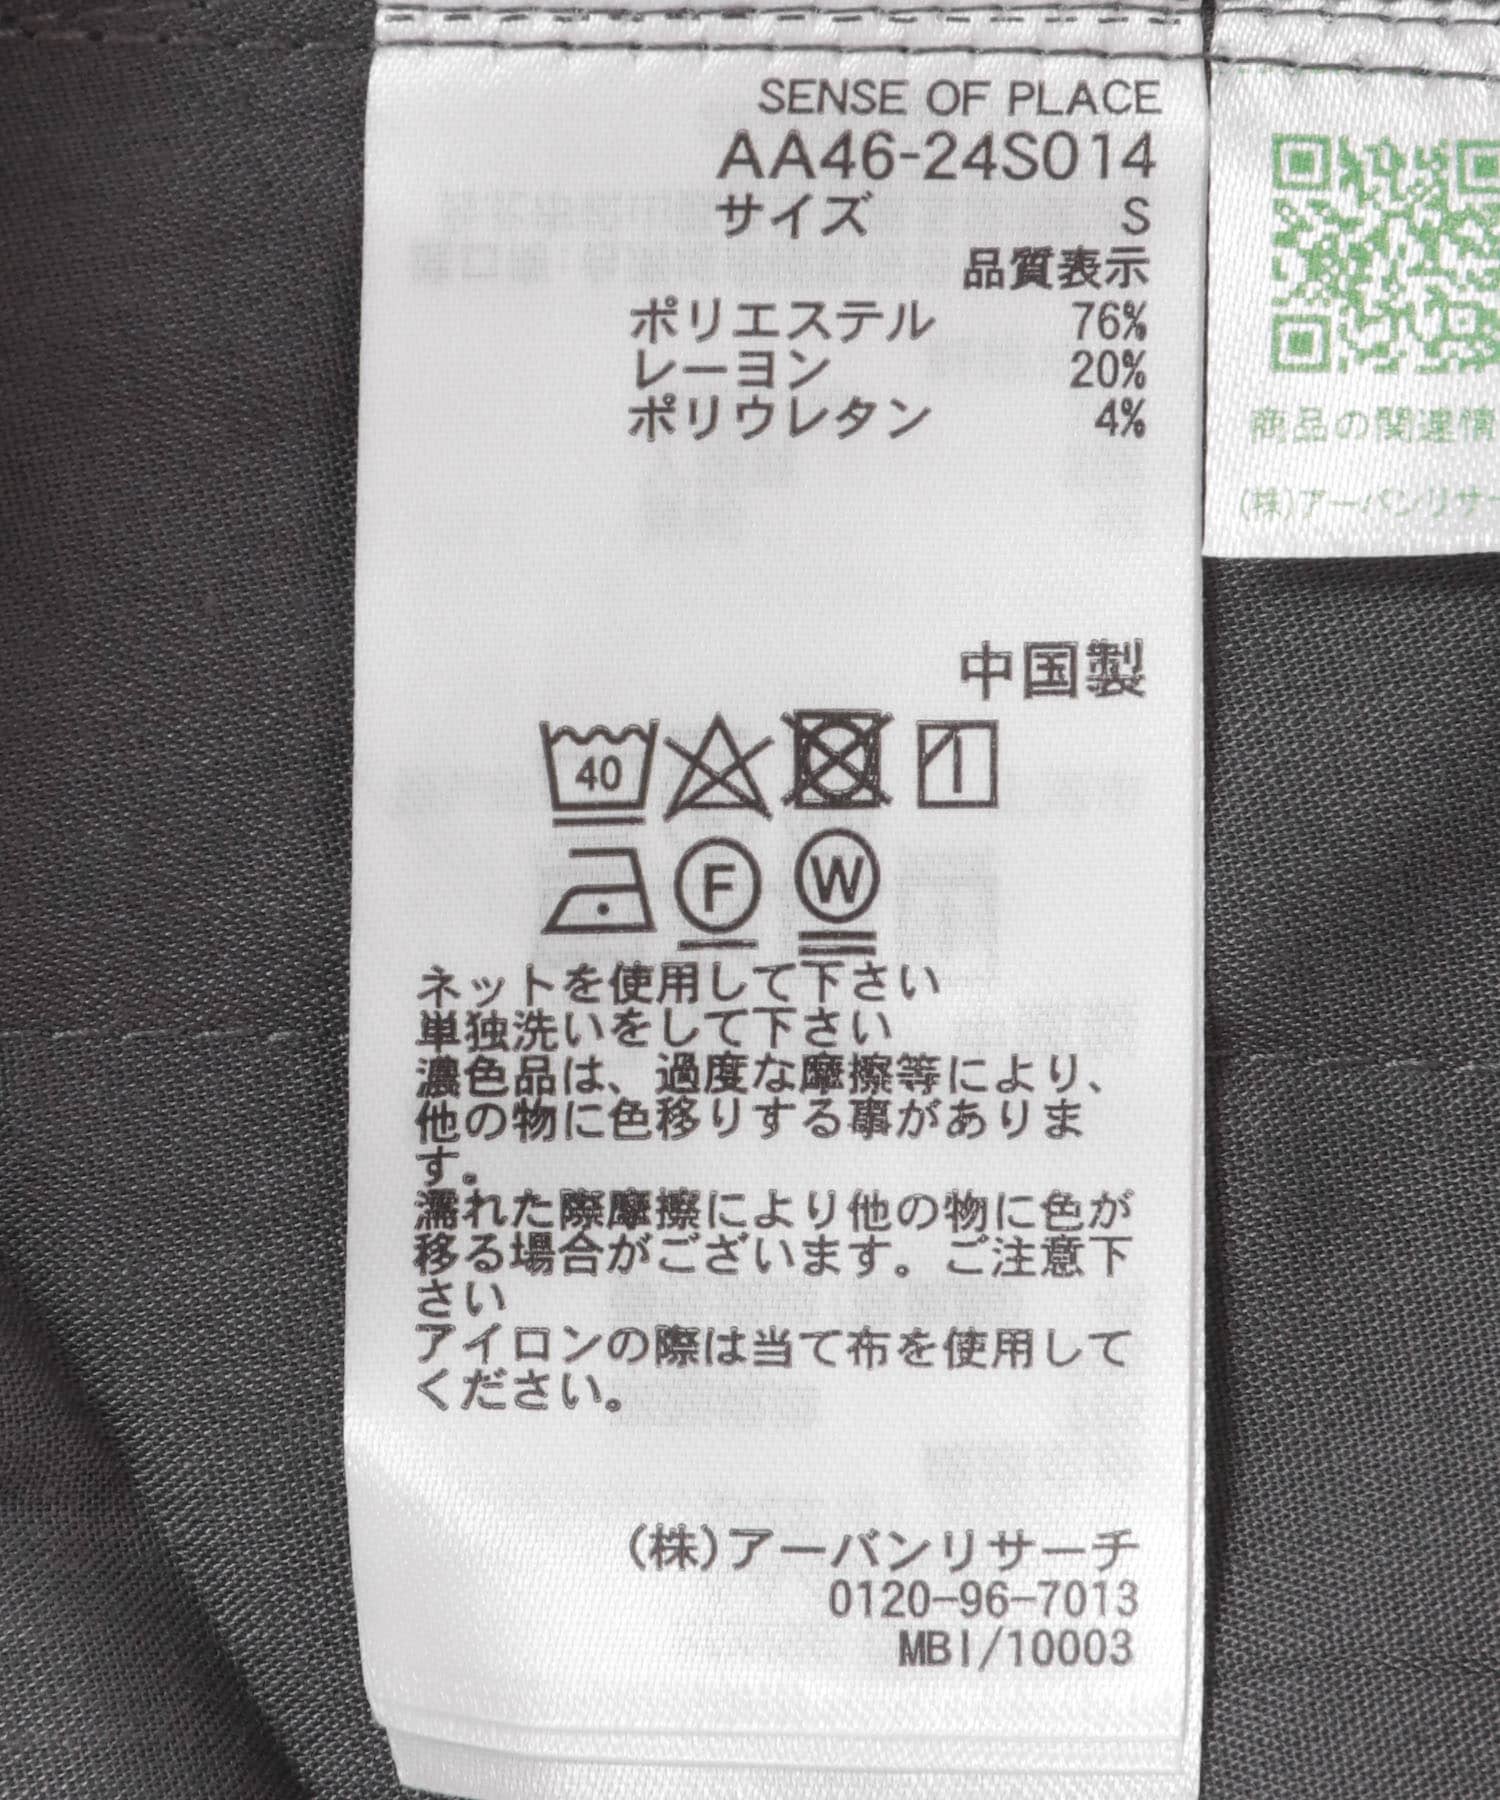 SENSE OF PLACE
AA46-24S014
サイズ S
品質表示
ポリエステル 76%
レーヨン 20%
ポリウレタン 4%
中国製
40
F W
ネットを使用して下さい
単独洗いをして下さい
濃色品は、過度な摩擦等により、
他の物に色移りする事がありま
す。
濡れた際摩擦により他の物に色が
移る場合がございます。ご注意下
さい
アイロンの際は当て布を使用して
ください。
(株)アーバンリサーチ
0120-96-7013
MBI/10003
商品の関連情
(株)アーバンリサー